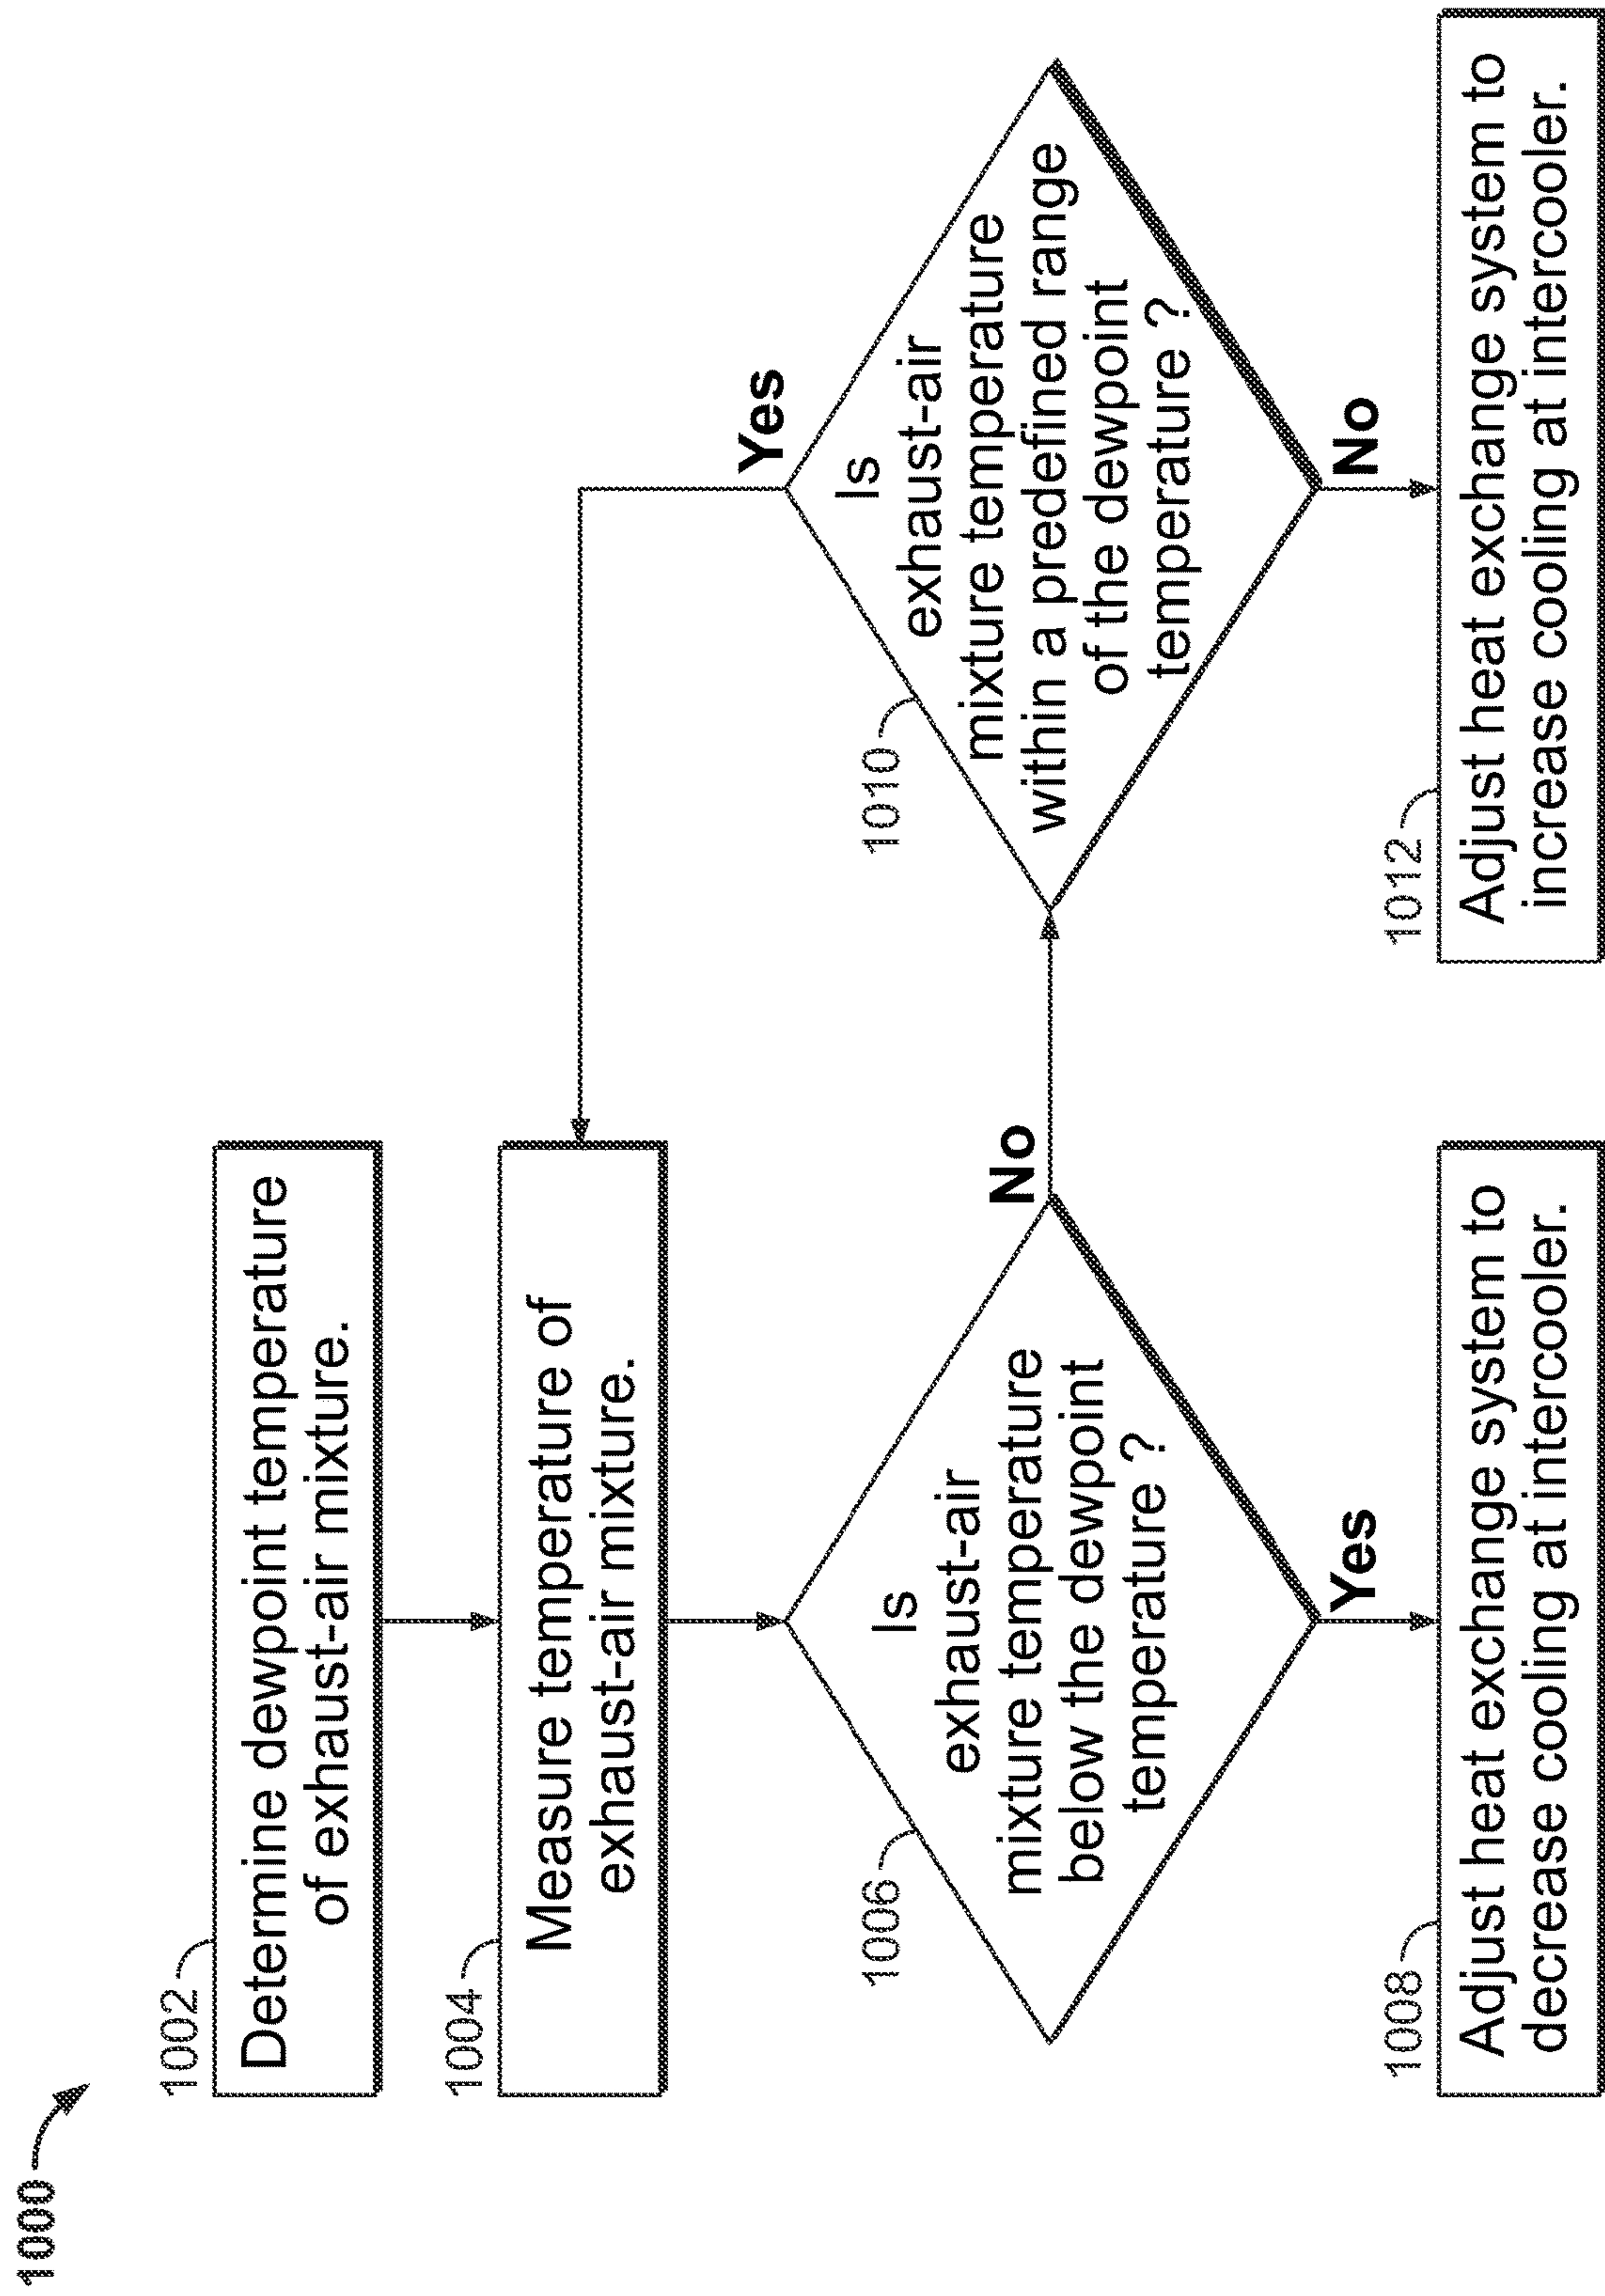 1000
1002
Determine dewpoint temperature
of exhaust-air mixture.
1004
Measure temperature of
exhaust-air mixture.
1006
Is
exhaust-air
mixture temperature
below the dewpoint
temperature ?
No
Yes
1008
Adjust heat exchange system to
decrease cooling at intercooler.
1010
Is
exhaust-air
mixture temperature
within a predefined range
of the dewpoint
temperature ?
Yes
No
1012
Adjust heat exchange system to
increase cooling at intercooler.